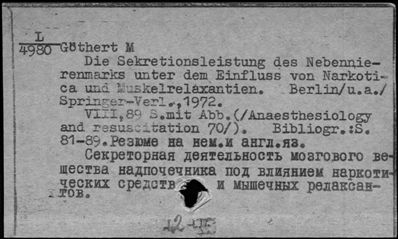 L
4980 Göthert M
Die Sekretionsleistung des Nebennie-
renmarks unter dem Einfluss von Narkoti-
ca und Muskelrelaxantien. Berlin/u.a./
Springer-Verl., 1972.
VIII, 89 S. mit Abb. (/Anaesthesiology
and resuscitation 70/). Bibliogr.: S.
81-89. Резюме на нем. и англ. яз.
Секреторная деятельность мозгового ве-
щества надпочечника под влиянием наркоти-
ческих средств и мышечных релаксан-
тов.